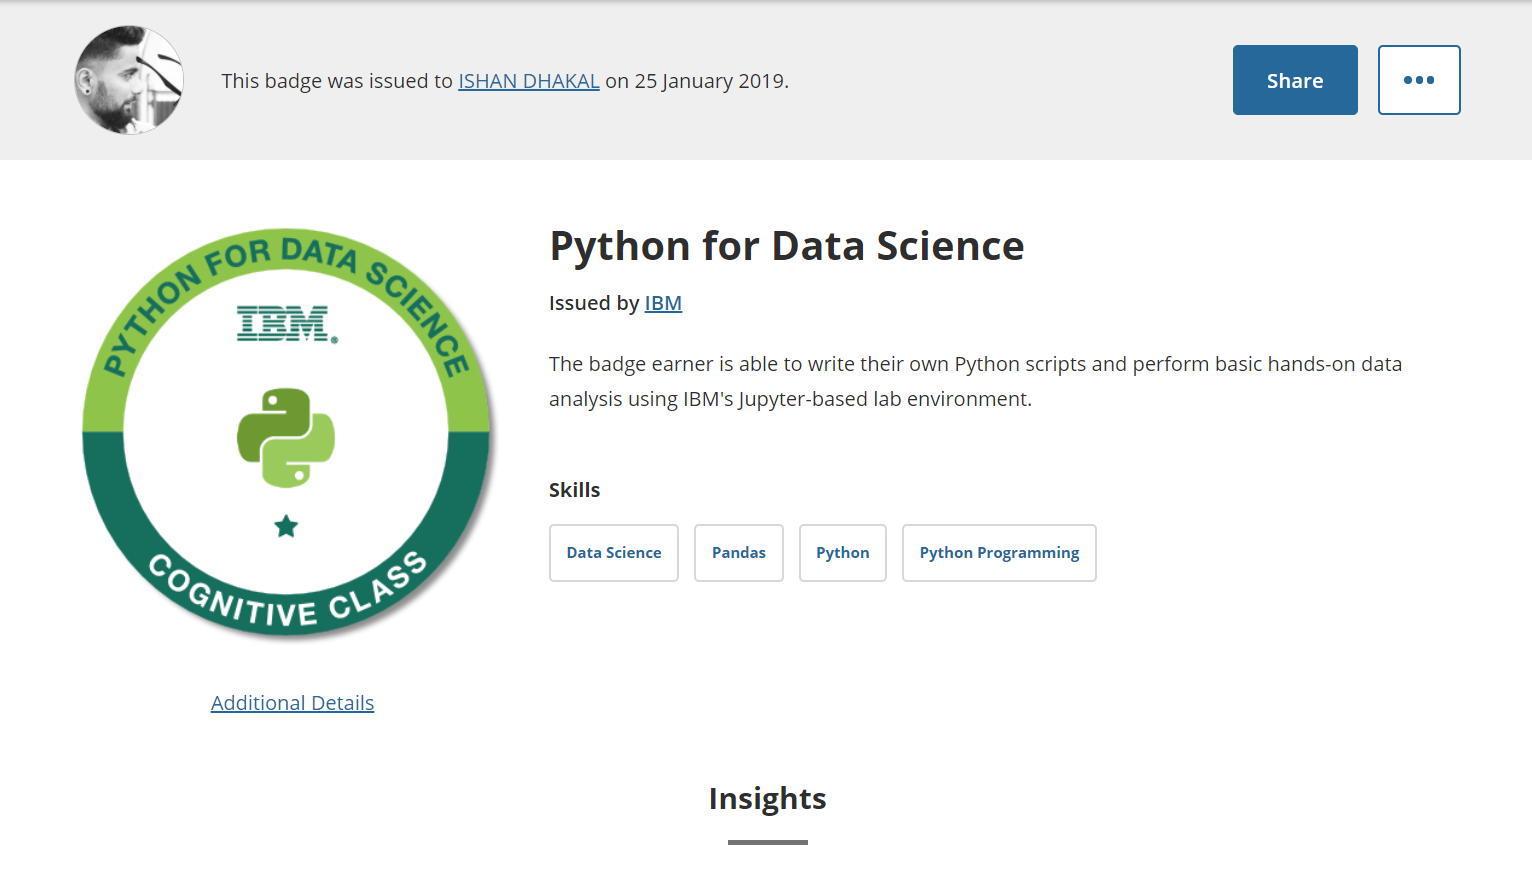 This badge was issued to ISHAN DHAKAL on 25 January 2019.
Share
PYTHON FOR DATA SCIENCE
IBM®
COGNITIVE CLASS
Additional Details
Python for Data Science
Issued by IBM
The badge earner is able to write their own Python scripts and perform basic hands-on data
analysis using IBM's Jupyter-based lab environment.
Skills
Data Science
Pandas
Python
Python Programming
Insights